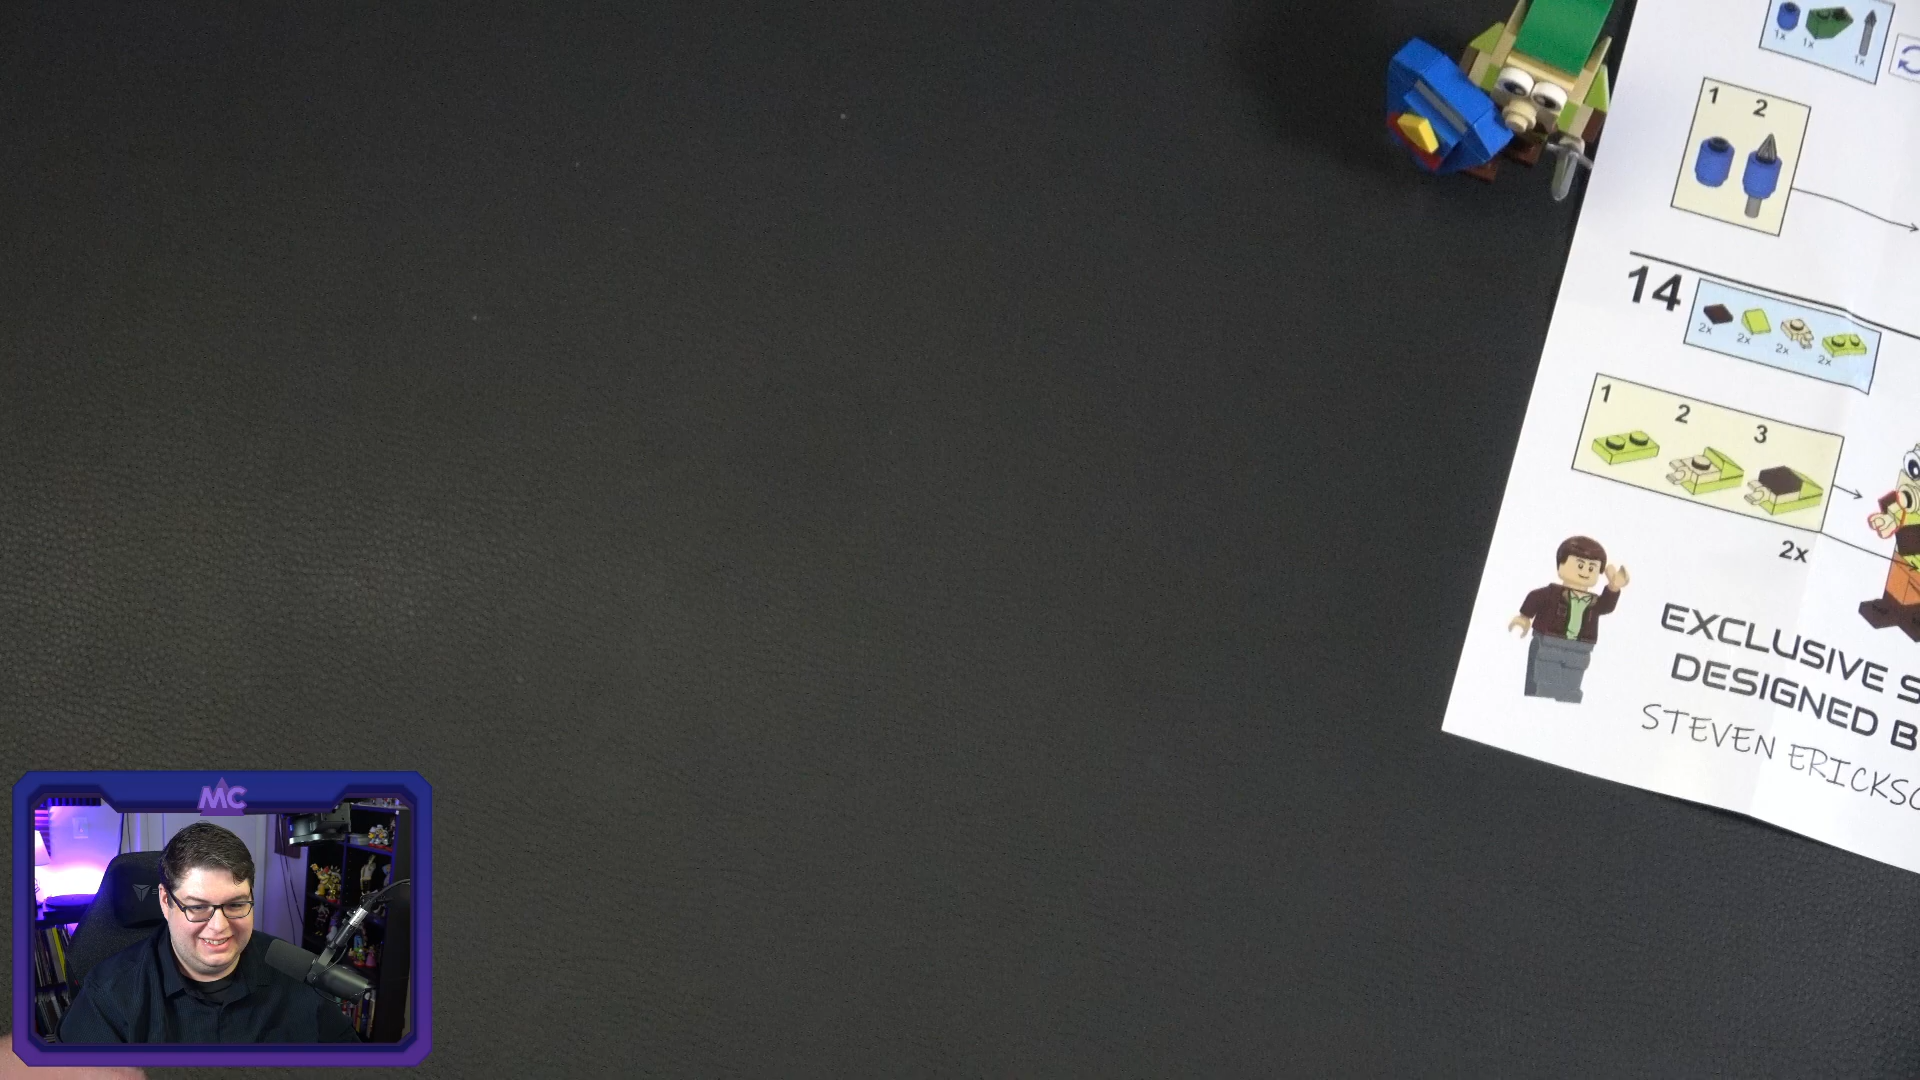 1x
1x
1x
1
2
14
2x
2x
2x
2x
1
2
3
2x
EXCLUSIVE S
DESIGNED B
STEVEN ERICKSO
MC